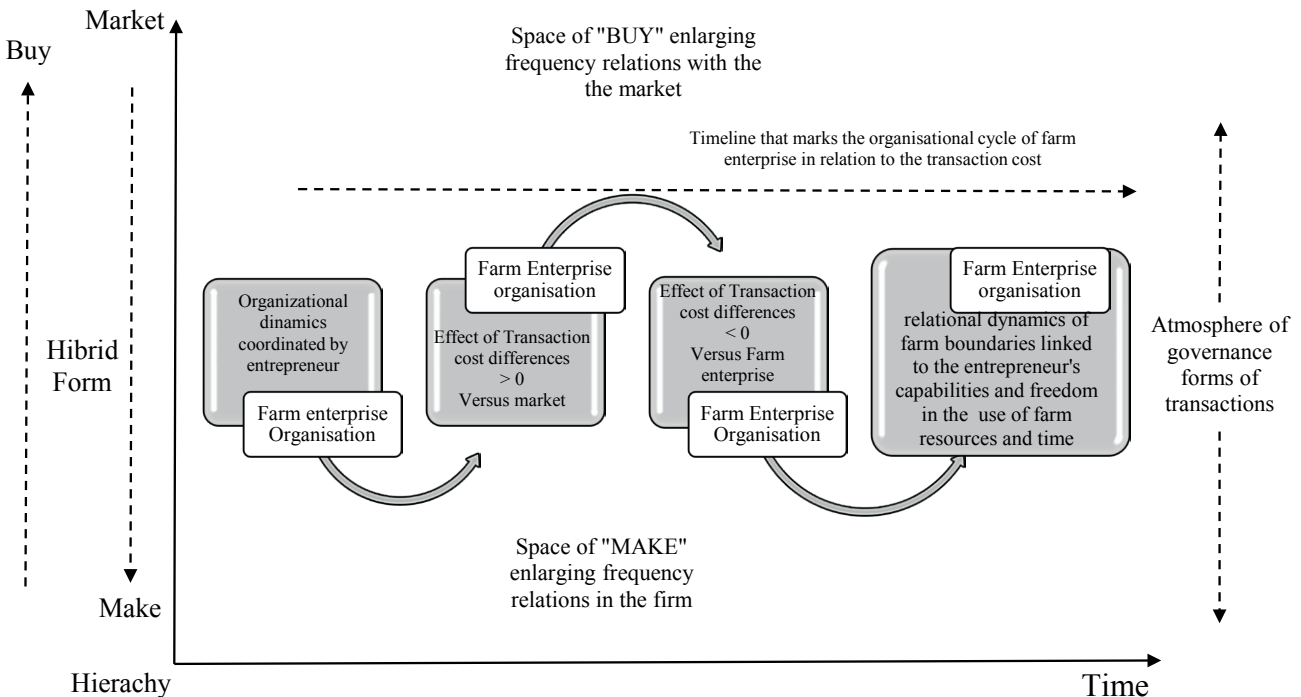 Market
Buy
Space of "BUY" enlarging
frequency relations with the
the market
Timeline that marks the organisational cycle of farm
enterprise in relation to the transaction cost
Organizational
dinamics
coordinated by
entrepreneur
Farm enterprise
Organisation
Farm Enterprise
organisation
Effect of Transaction
cost differences
> 0
Versus market
Effect of Transaction
cost differences
< 0
Versus Farm
enterprise
Farm Enterprise
Organisation
Farm Enterprise
organisation
relational dynamics of
farm boundaries linked
to the entrepreneur's
capabilities and freedom
in the use of farm
resources and time
Hibrid
Form
Atmosphere of
governance
forms of
transactions
Space of "MAKE"
enlarging frequency
relations in the firm
Make
Hierachy
Time